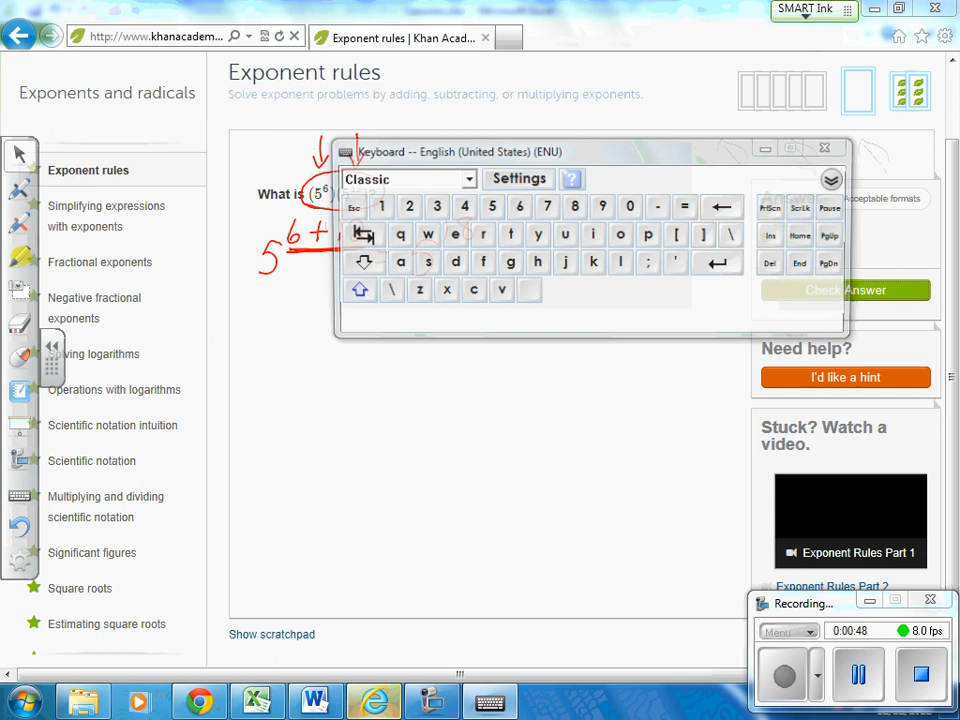 SMART Ink
http://www.khanacadem...
Exponent rules | Khan Acad...
Exponents and radicals
Exponent rules
Solve exponent problems by adding, subtracting, or multiplying exponents.
Exponent rules
Simplifying expressions
with exponents
Fractional exponents
Negative fractional
exponents
Solving logarithms
Operations with logarithms
Scientific notation intuition
Scientific notation
Multiplying and dividing
scientific notation
Significant figures
Square roots
Estimating square roots
What is (5⁶)
5 6 +
Keyboard -- English (United States) (ENU)
Classic
Settings
?
Esc 1 2 3 4 5 6 7 8 9 0 - =
q w e r t y u i o p [ ] \
a s d f g h j k l ; '
\ z x c v
PrtScn ScrLk Pause
Ins Home PgUp
Del End PgDn
Answer
Acceptable formats
Check Answer
Need help?
I'd like a hint
Stuck? Watch a
video.
Exponent Rules Part 1
Exponent Rules Part 2
Show scratchpad
Recording...
Menu
0:00:48
8.0 fps